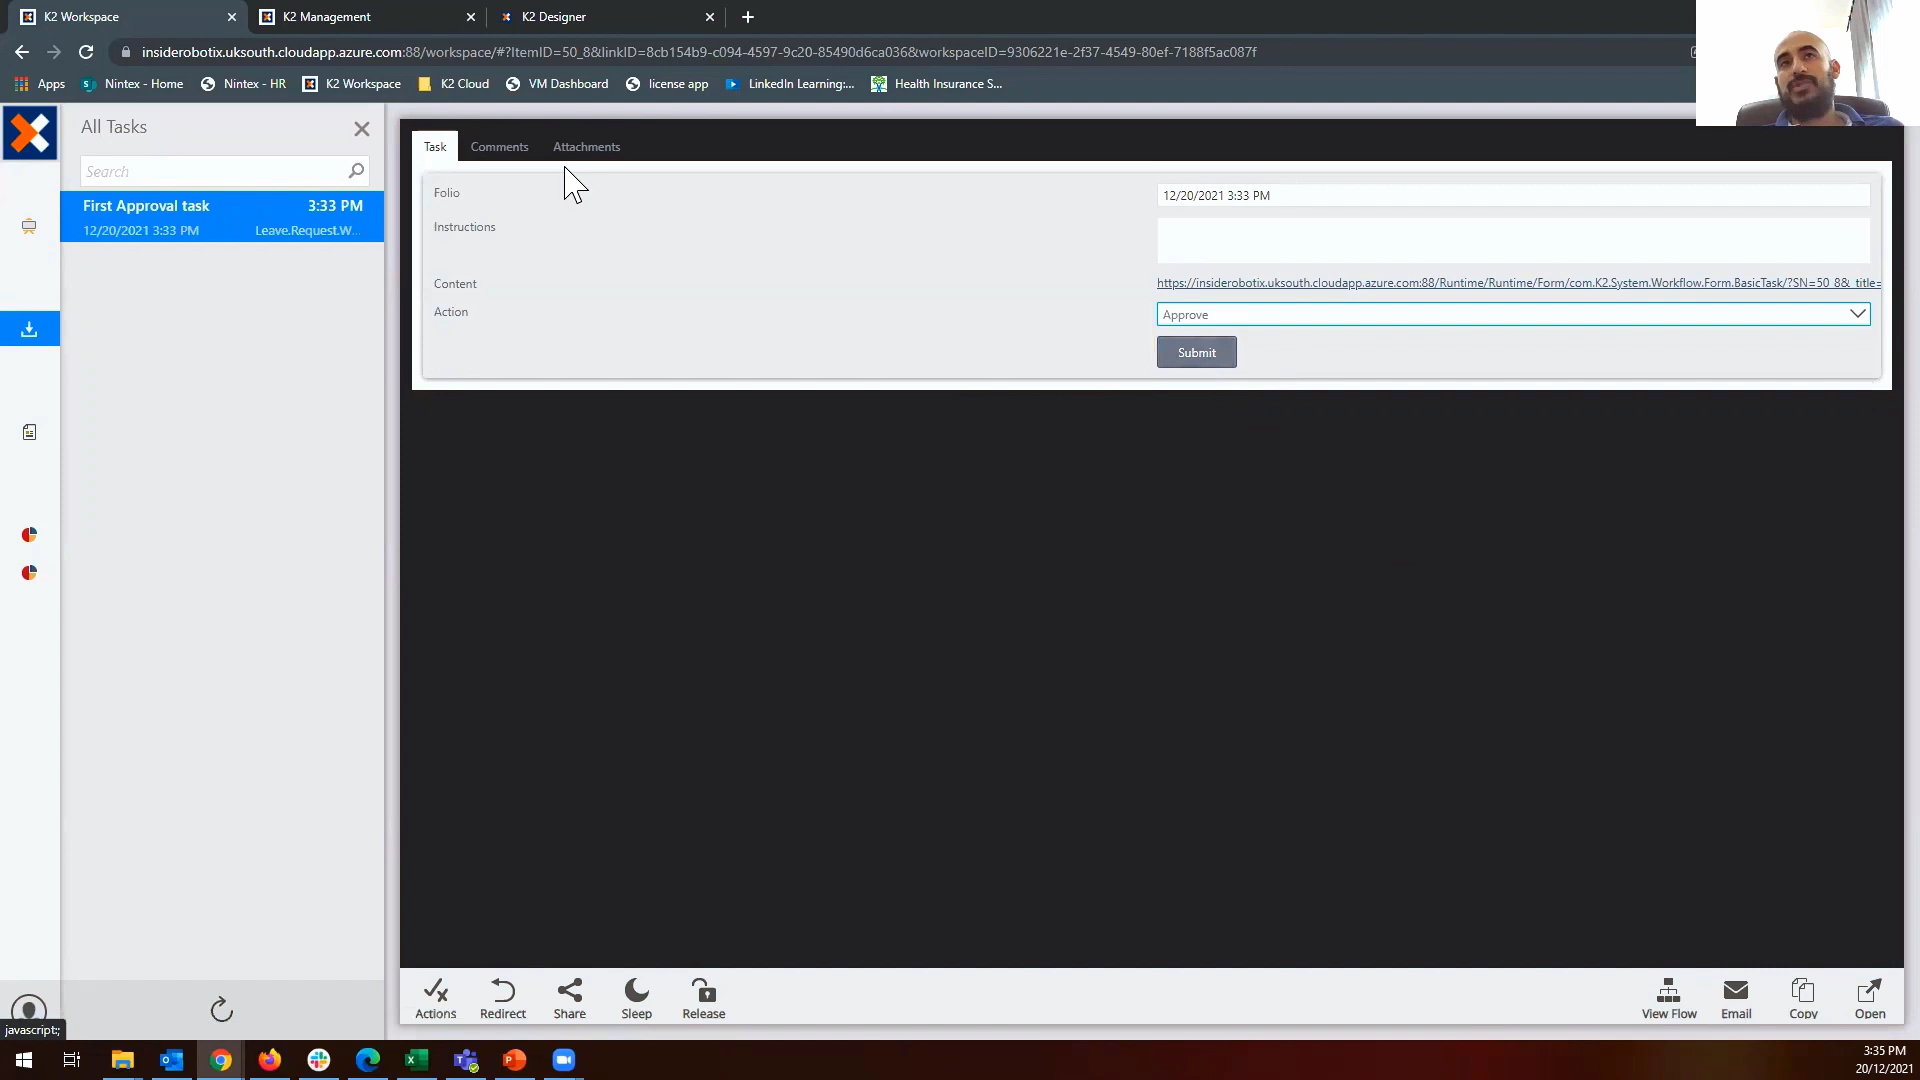 K2 Workspace
K2 Management
K2 Designer
insiderobotix.uksouth.cloudapp.azure.com:88/workspace/#?ItemID=50_8&linkID=8cb154b9-c094-4597-9c20-85490d6ca036&workspaceID=9306221e-2f37-4549-80ef-7188f5ac087f
Apps
Nintex - Home
Nintex - HR
K2 Workspace
K2 Cloud
VM Dashboard
license app
LinkedIn Learning:...
Health Insurance S...
All Tasks
Search
First Approval task 3:33 PM
12/20/2021 3:33 PM Leave.Request.W...
Task Comments Attachments
Folio 12/20/2021 3:33 PM
Instructions
Content https://insiderobotix.uksouth.cloudapp.azure.com:88/Runtime/Runtime/Form/com.K2.System.Workflow.Form.BasicTask/?SN=50_8&_title=
Action Approve
Submit
Actions
Redirect
Share
Sleep
Release
View Flow
Email
Copy
Open
javascript:;
3:35 PM
20/12/2021